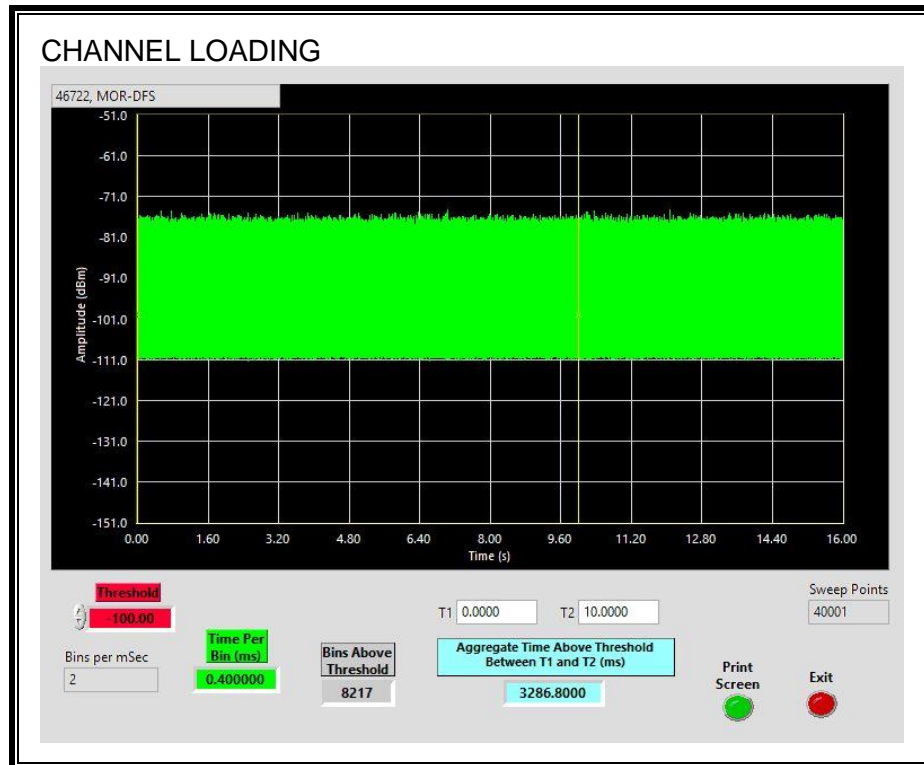 CHANNEL LOADING
46722, MOR-DFS
-51.0
-61.0
-71.0
-81.0
-91.0
-101.0
-111.0
-121.0
-131.0
-141.0
-151.0
Amplitude (dBm)
0.00 1.60 3.20 4.80 6.40 8.00 9.60 11.20 12.80 14.40 16.00
Time (s)
Threshold
-100.00
Bins per mSec
2
Time Per
Bin (ms)
0.400000
Bins Above
Threshold
8217
T1 0.0000 T2 10.0000
Aggregate Time Above Threshold
Between T1 and T2 (ms)
3286.8000
Sweep Points
40001
Print
Screen
Exit